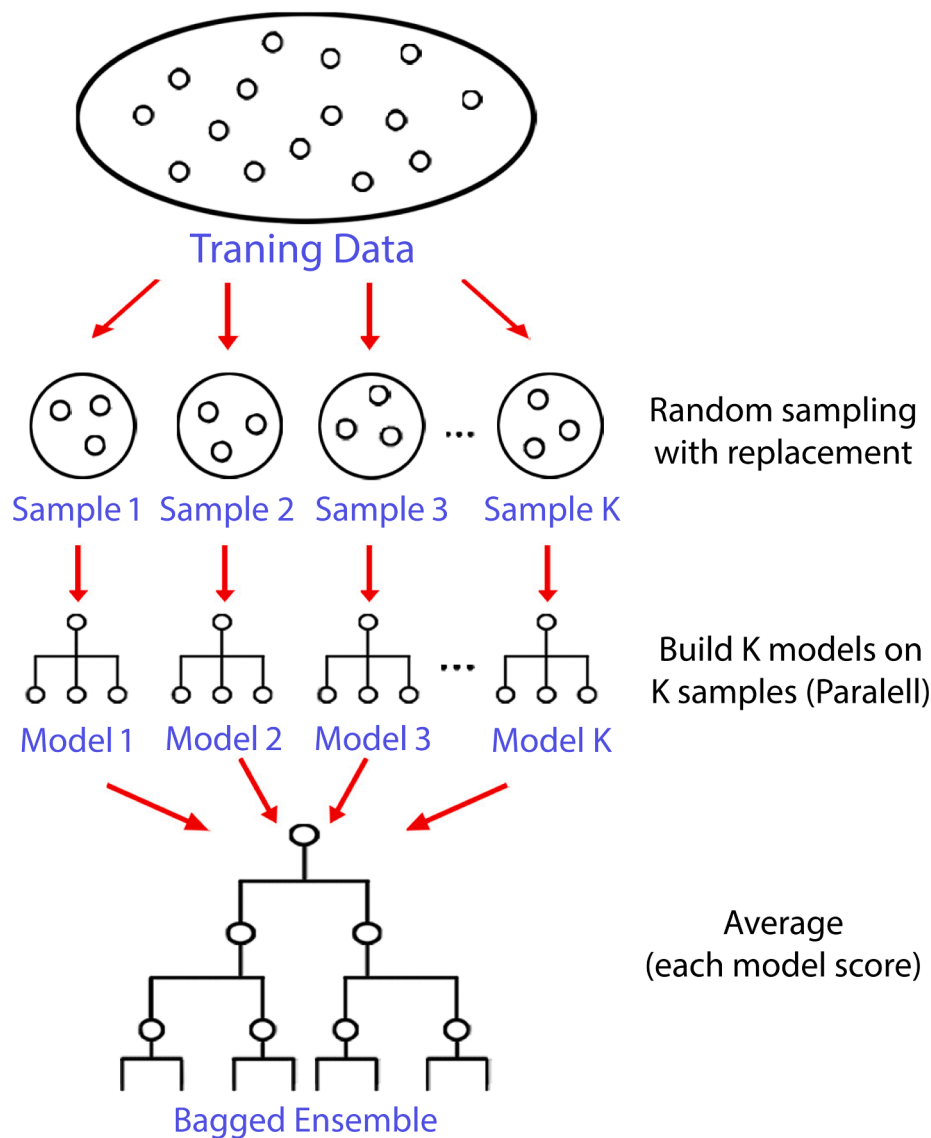 Traning Data
Random sampling
with replacement
Sample 1
Sample 2
Sample 3
...
Sample K
Build K models on
K samples (Paralell)
...
Model 1
Model 2
Model 3
Model K
Average
(each model score)
Bagged Ensemble